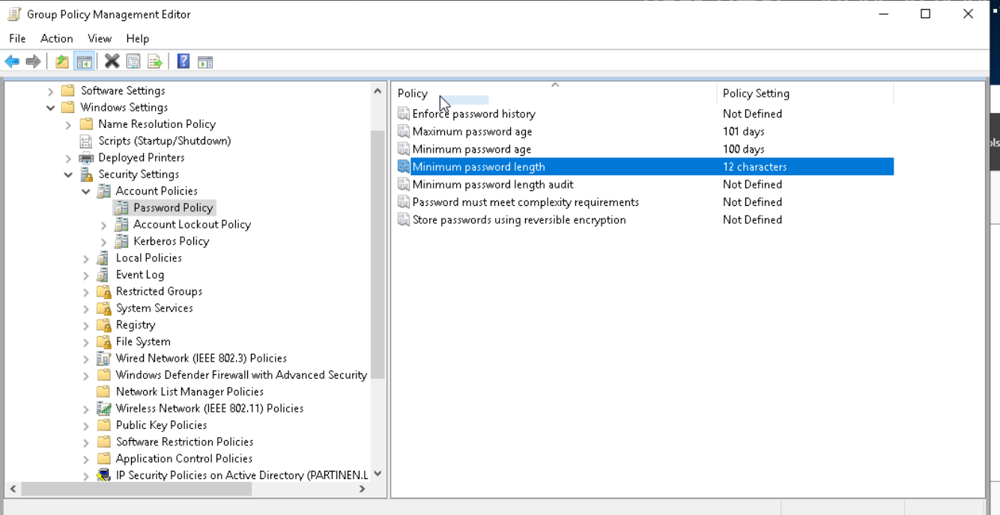 Group Policy Management Editor
File Action View Help
Software Settings
Windows Settings
Name Resolution Policy
Scripts (Startup/Shutdown)
Deployed Printers
Security Settings
Account Policies
Password Policy
Account Lockout Policy
Kerberos Policy
Local Policies
Event Log
Restricted Groups
System Services
Registry
File System
Wired Network (IEEE 802.3) Policies
Windows Defender Firewall with Advanced Security
Network List Manager Policies
Wireless Network (IEEE 802.11) Policies
Public Key Policies
Software Restriction Policies
Application Control Policies
IP Security Policies on Active Directory (PARTINEN.L
Policy Policy Setting
Enforce password history Not Defined
Maximum password age 101 days
Minimum password age 100 days
Minimum password length 12 characters
Minimum password length audit Not Defined
Password must meet complexity requirements Not Defined
Store passwords using reversible encryption Not Defined